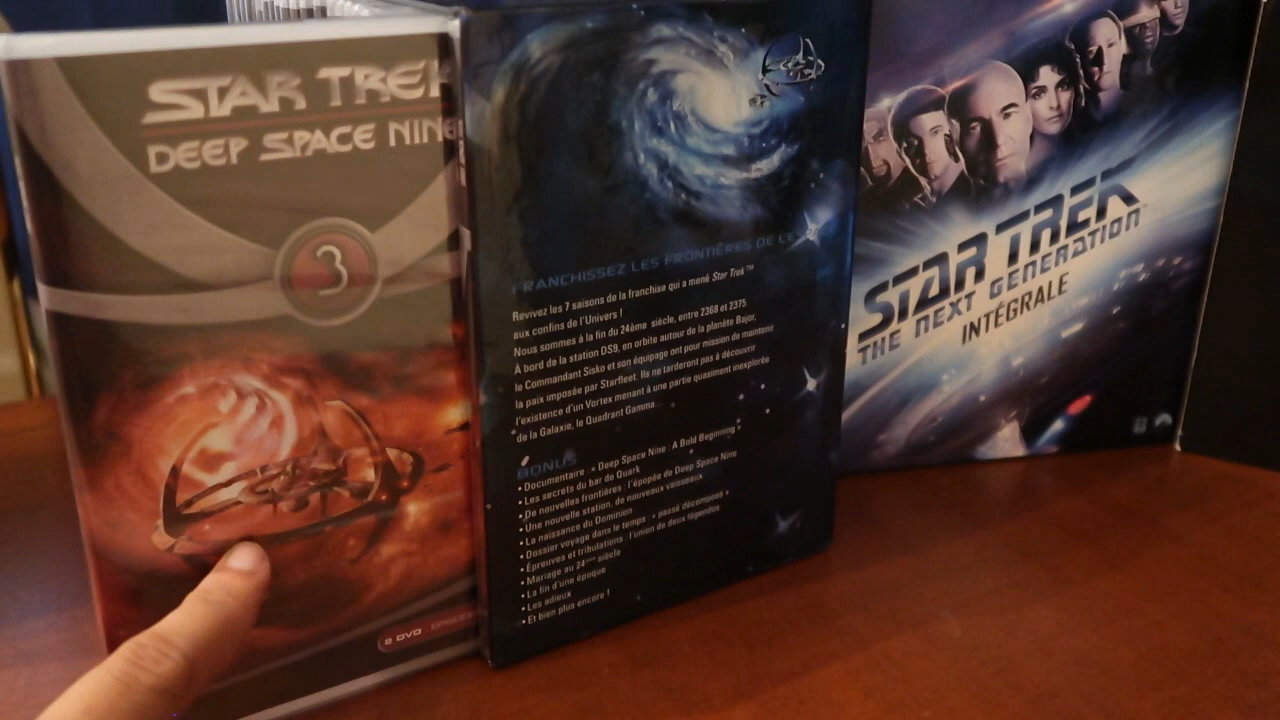 STAR TREK
DEEP SPACE NINE
3
2 DVD
FRANCHISSEZ LES FRONTIÈRES DE L'E
Revivez les 7 saisons de la franchise qui a mené Star Trek™
aux confins de l'Univers !
Nous sommes à la fin du 24ème siècle, entre 2368 et 2375.
À bord de la station DS9, en orbite autour de la planète Bajor,
le Commandant Sisko et son équipage ont pour mission de maintenir
la paix imposée par Starfleet. Ils ne tarderont pas à découvrir
l'existence d'un Vortex menant à une partie quasiment inexplorée
de la Galaxie, le Quadrant Gamma...
BONUS
• Documentaire : « Deep Space Nine : A Bold Beginning »
• Les secrets du bar de Quark
• De nouvelles frontières : l'épopée de Deep Space Nine
• Une nouvelle station, de nouveaux vaisseaux
• La naissance du Dominion
• Dossier voyage dans le temps : « passé décomposé »
• Épreuves et tribulations : l'union de deux légendes
• Mariage au 24ème siècle
• La fin d'une époque
• Les adieux
• Et bien plus encore !
STAR TREK
THE NEXT GENERATION
INTÉGRALE